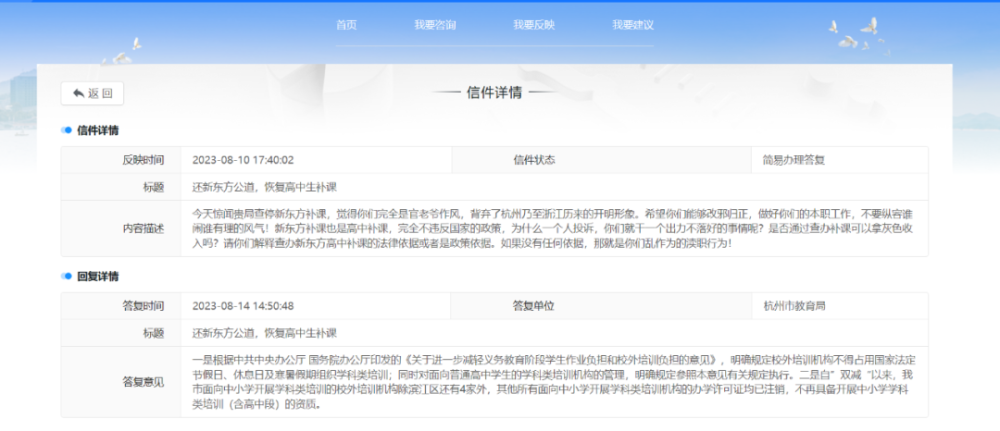 首页 我要咨询 我要反映 我要建议
返回
信件详情
信件详情
反映时间 2023-08-10 17:40:02 信件状态 简易办理答复
标题 还新东方公道，恢复高中生补课
今天惊闻贵局查停新东方补课，觉得你们完全是官老爷作风，背弃了杭州乃至浙江历来的开明形象。希望你们能够改邪归正，做好你们的本职工作，不要纵容谁
内容描述 闹谁有理的风气！新东方补课也是高中补课，完全不违反国家的政策，为什么一个人投诉，你们就干一个出力不落好的事情呢？是否通过查办补课可以拿灰色收
入吗？请你们解释查办新东方高中补课的法律依据或者是政策依据。如果没有任何依据，那就是你们乱作为的渎职行为！
回复详情
答复时间 2023-08-14 14:50:48 答复单位 杭州市教育局
标题 还新东方公道，恢复高中生补课
一是根据中共中央办公厅 国务院办公厅印发的《关于进一步减轻义务教育阶段学生作业负担和校外培训负担的意见》，明确规定校外培训机构不得占用国家法定
节假日、休息日及寒暑假期组织学科类培训；同时对面向普通高中学生的学科类培训机构的管理，明确规定参照本意见有关规定执行。二是自”双减“以来，我
答复意见 市面向中小学开展学科类培训的校外培训机构除滨江区还有4家外，其他所有面向中小学开展学科类培训机构的办学许可证均已注销，不再具备开展中小学学科
类培训（含高中段）的资质。